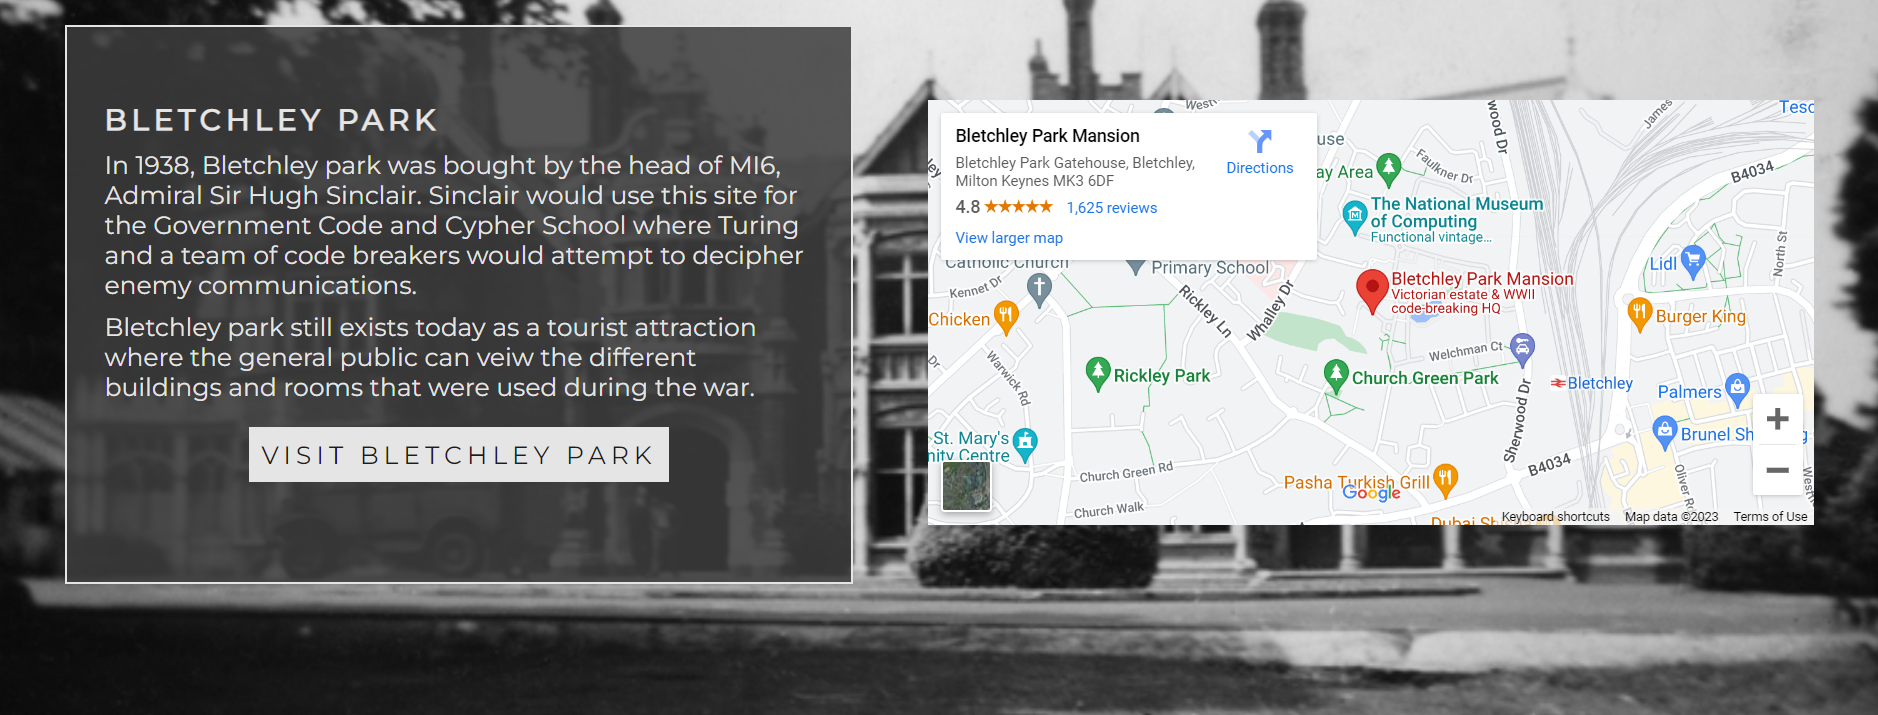 BLETCHLEY PARK
In 1938, Bletchley park was bought by the head of MI6,
Admiral Sir Hugh Sinclair. Sinclair would use this site for
the Government Code and Cypher School where Turing
and a team of code breakers would attempt to decipher
enemy communications.
Bletchley park still exists today as a tourist attraction
where the general public can veiw the different
buildings and rooms that were used during the war.
VISIT BLETCHLEY PARK
Bletchley Park Mansion
Directions
Bletchley Park Gatehouse, Bletchley,
Milton Keynes MK3 6DF
4.8 ★★★★★ 1,625 reviews
View larger map
James
wood Dr
use
ay Area
Faulkner Dr
B4034
The National Museum
of Computing
Functional vintage...
North St
Catholic Church
Primary School
Lidl
Kennet Dr
Bletchley Park Mansion
Victorian estate & WWII
code-breaking HQ
Chicken
Rickley Ln
Whalley Dr
Burger King
Welchman Ct
Dr
Warwick Rd
Rickley Park
Church Green Park
Bletchley
Palmers
Sherwood Dr
St. Mary's
nity Centre
Brunel Sh
g
Church Green Rd
B4034
Pasha Turkish Grill
Oliver Rd
Google
Church Walk
Dubai
Keyboard shortcuts
Map data ©2023
Terms of Use